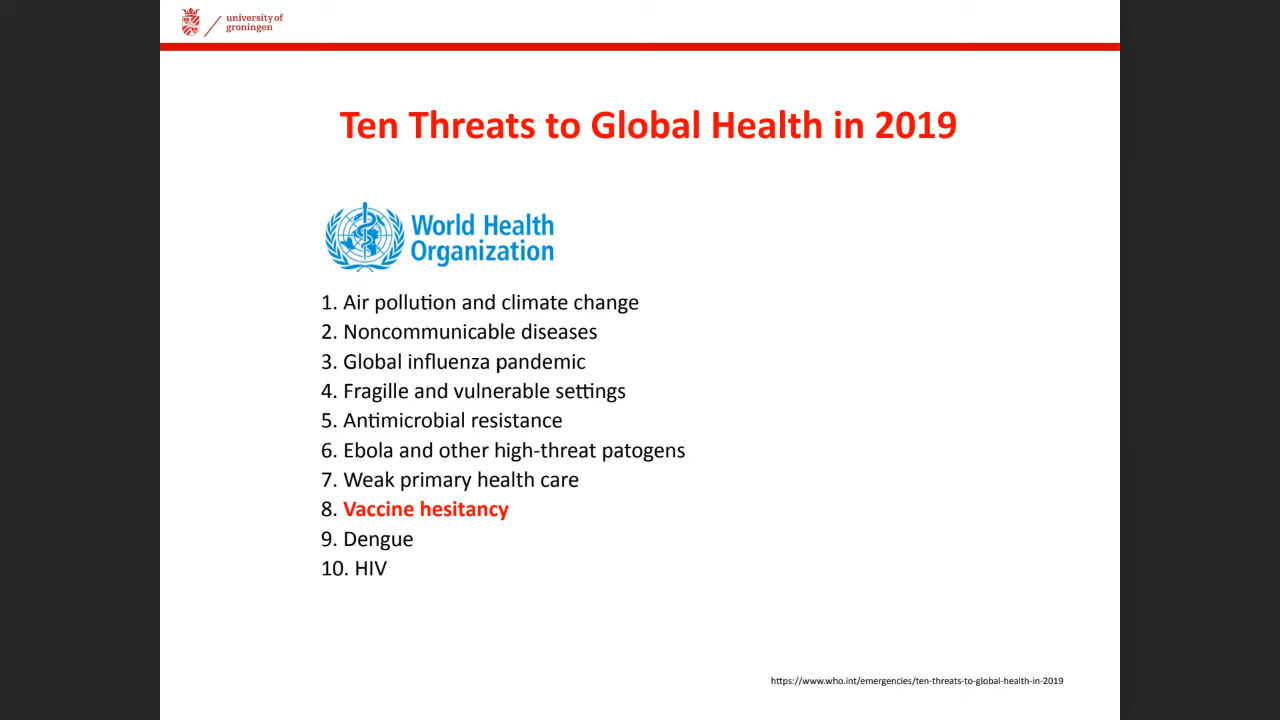 university of
groningen
Ten Threats to Global Health in 2019
World Health
Organization
1. Air pollution and climate change
2. Noncommunicable diseases
3. Global influenza pandemic
4. Fragille and vulnerable settings
5. Antimicrobial resistance
6. Ebola and other high-threat patogens
7. Weak primary health care
8. Vaccine hesitancy
9. Dengue
10. HIV
https://www.who.int/emergencies/ten-threats-to-global-health-in-2019